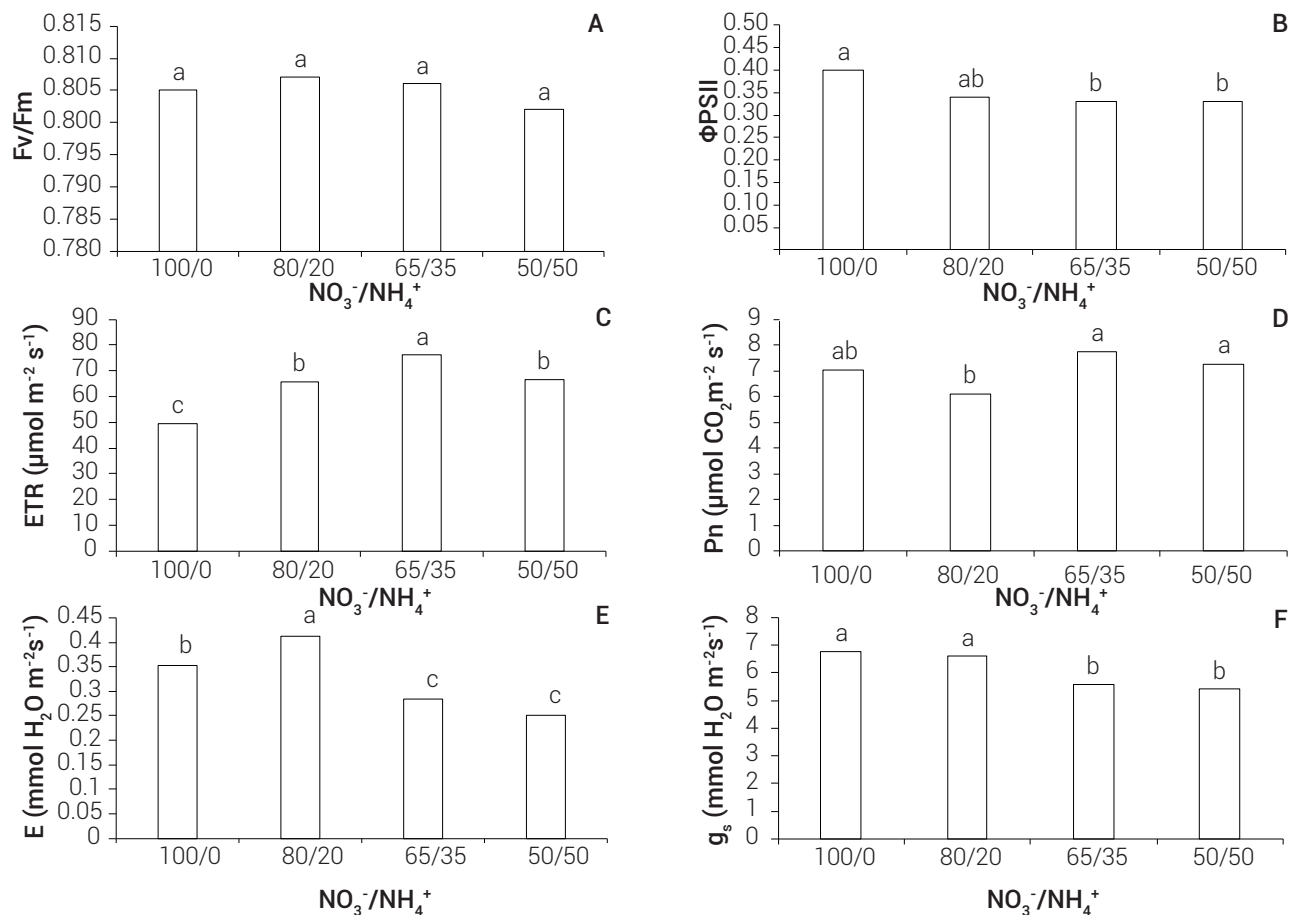 A
Fv/Fm
0.815
0.810
0.805
0.800
0.795
0.790
0.785
0.780
a a a a
100/0 80/20 65/35 50/50
NO₃⁻/NH₄⁺
B
ΦPSII
0.50
0.45
0.40
0.35
0.30
0.25
0.20
0.15
0.10
0.05
a ab b b
100/0 80/20 65/35 50/50
NO₃⁻/NH₄⁺
C
ETR (µmol m⁻² s⁻¹)
90
80
70
60
50
40
30
20
10
0
c b a b
100/0 80/20 65/35 50/50
NO₃⁻/NH₄⁺
D
Pn (µmol CO₂m⁻² s⁻¹)
9
8
7
6
5
4
3
2
1
0
ab b a a
100/0 80/20 65/35 50/50
NO₃⁻/NH₄⁺
E
E (mmol H₂O m⁻²s⁻¹)
0.45
0.4
0.35
0.3
0.25
0.2
0.15
0.1
0.05
0
b a c c
100/0 80/20 65/35 50/50
NO₃⁻/NH₄⁺
F
gₛ (mmol H₂O m⁻²s⁻¹)
8
7
6
5
4
3
2
1
0
a a b b
100/0 80/20 65/35 50/50
NO₃⁻/NH₄⁺